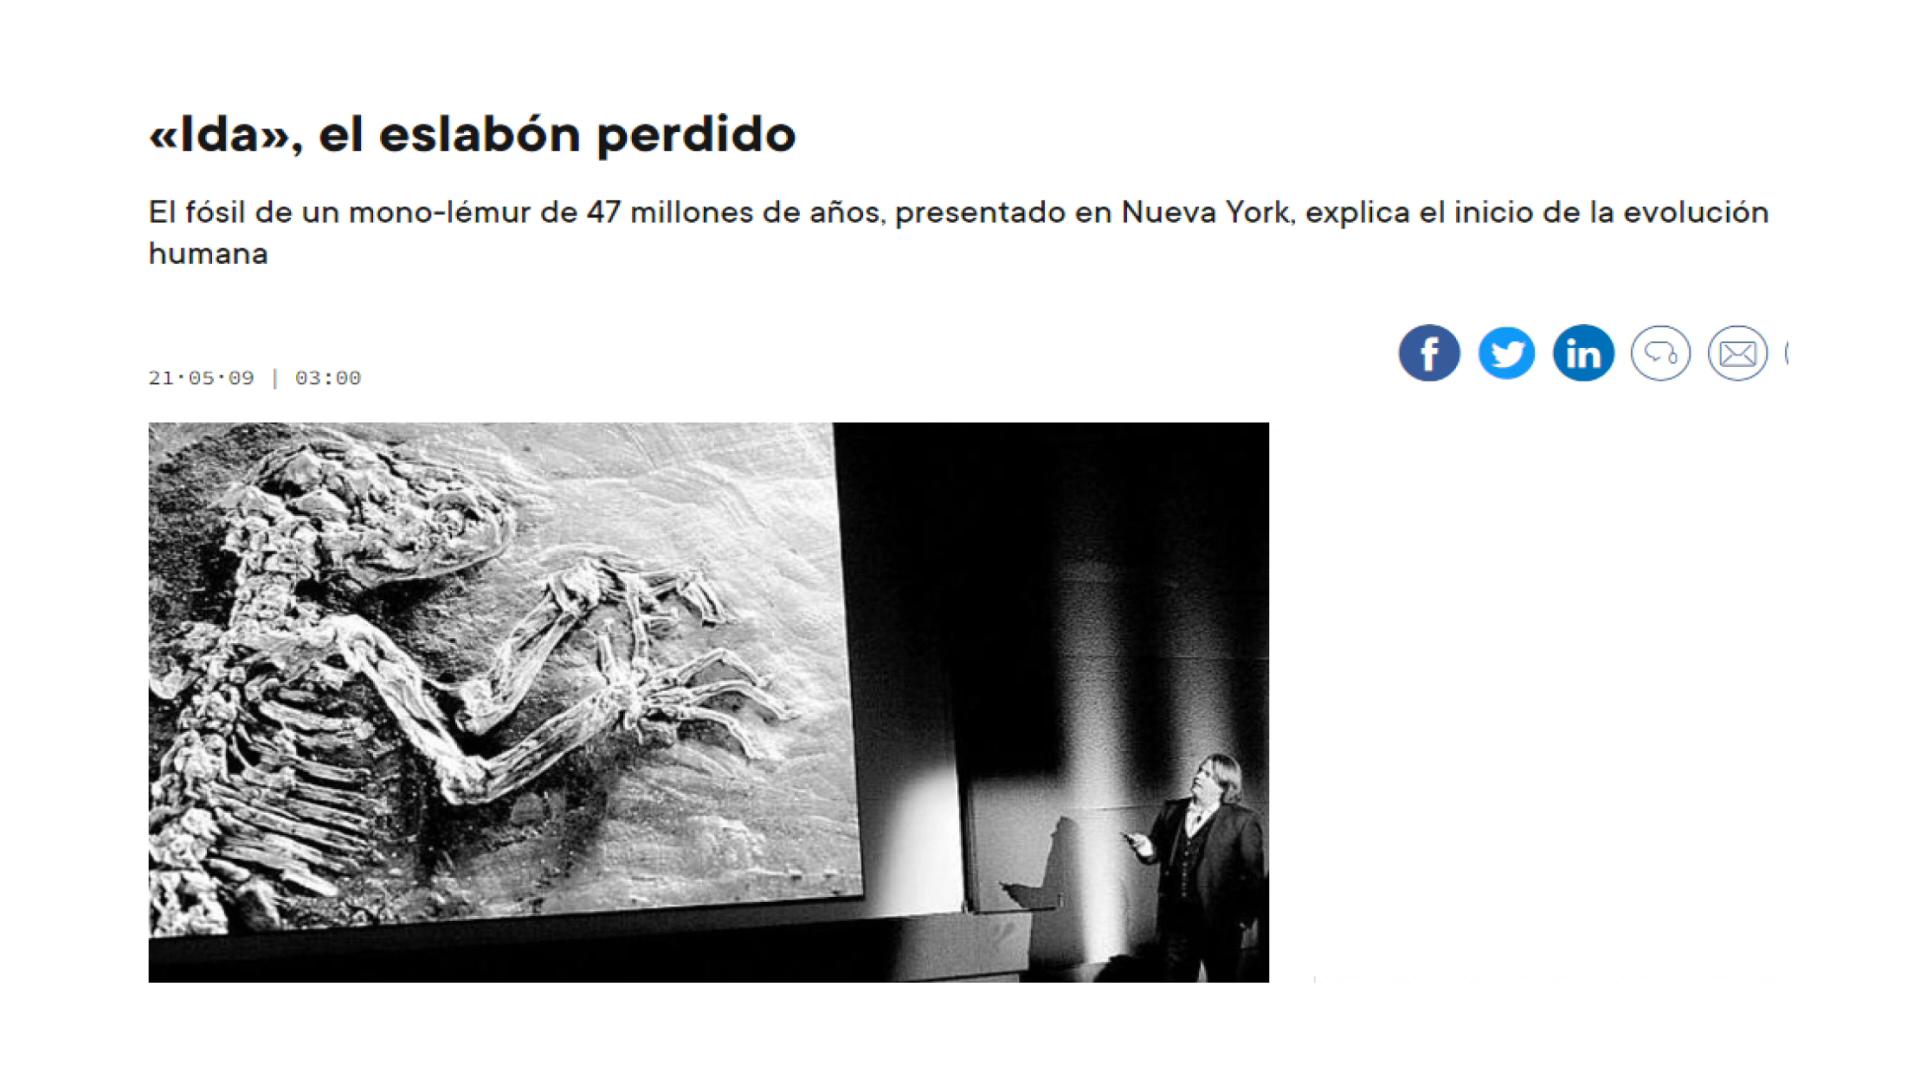 «Ida», el eslabón perdido
El fósil de un mono-lémur de 47 millones de años, presentado en Nueva York, explica el inicio de la evolución
humana
21·05·09 | 03:00